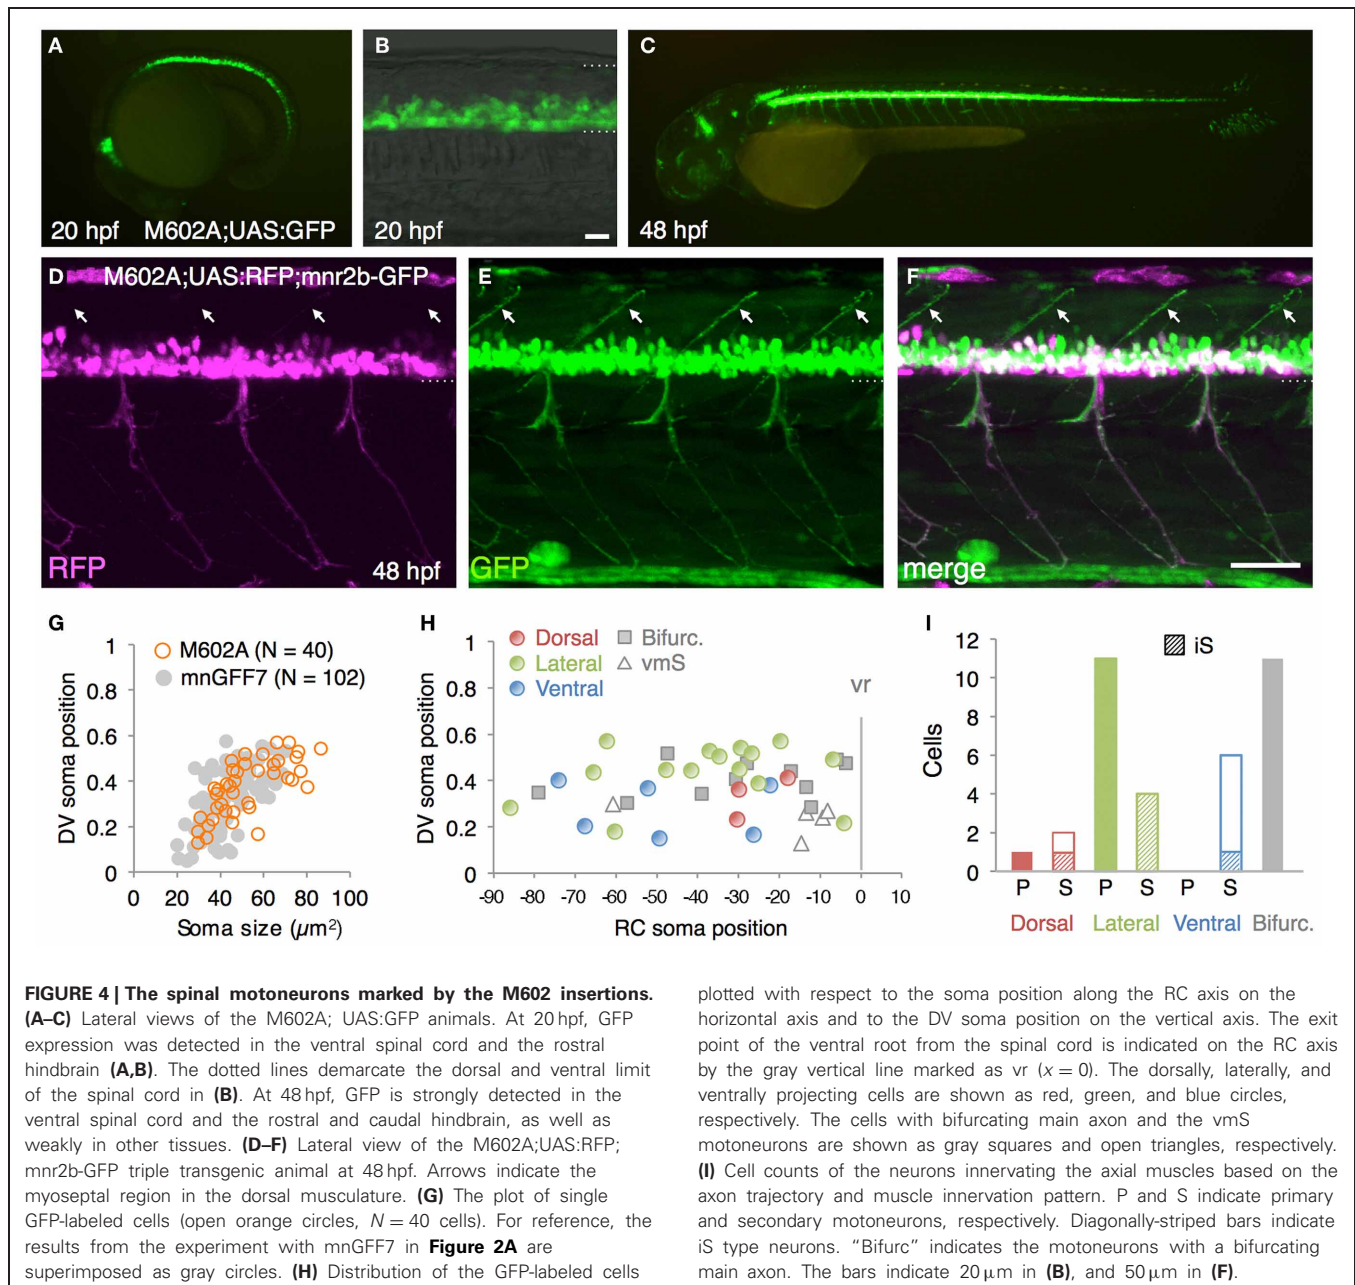 A
20 hpf M602A;UAS:GFP
B
20 hpf
C
48 hpf
D M602A;UAS:RFP;mnr2b-GFP
RFP 48 hpf
E
GFP
F
merge
G
M602A (N = 40)
mnGFF7 (N = 102)
DV soma position
1
0.8
0.6
0.4
0.2
0
0 20 40 60 80 100
Soma size (µm²)
H
Dorsal Bifurc.
Lateral vmS
Ventral
vr
DV soma position
1
0.8
0.6
0.4
0.2
0
-90 -80 -70 -60 -50 -40 -30 -20 -10 0 10
RC soma position
I
iS
Cells
12
10
8
6
4
2
0
P S P S P S
Dorsal Lateral Ventral Bifurc.
FIGURE 4 | The spinal motoneurons marked by the M602 insertions.
(A–C) Lateral views of the M602A; UAS:GFP animals. At 20 hpf, GFP
expression was detected in the ventral spinal cord and the rostral
hindbrain (A,B). The dotted lines demarcate the dorsal and ventral limit
of the spinal cord in (B). At 48 hpf, GFP is strongly detected in the
ventral spinal cord and the rostral and caudal hindbrain, as well as
weakly in other tissues. (D–F) Lateral view of the M602A;UAS:RFP;
mnr2b-GFP triple transgenic animal at 48 hpf. Arrows indicate the
myoseptal region in the dorsal musculature. (G) The plot of single
GFP-labeled cells (open orange circles, N = 40 cells). For reference, the
results from the experiment with mnGFF7 in Figure 2A are
superimposed as gray circles. (H) Distribution of the GFP-labeled cells
plotted with respect to the soma position along the RC axis on the
horizontal axis and to the DV soma position on the vertical axis. The exit
point of the ventral root from the spinal cord is indicated on the RC axis
by the gray vertical line marked as vr (x = 0). The dorsally, laterally, and
ventrally projecting cells are shown as red, green, and blue circles,
respectively. The cells with bifurcating main axon and the vmS
motoneurons are shown as gray squares and open triangles, respectively.
(I) Cell counts of the neurons innervating the axial muscles based on the
axon trajectory and muscle innervation pattern. P and S indicate primary
and secondary motoneurons, respectively. Diagonally-striped bars indicate
iS type neurons. "Bifurc" indicates the motoneurons with a bifurcating
main axon. The bars indicate 20 µm in (B), and 50 µm in (F).